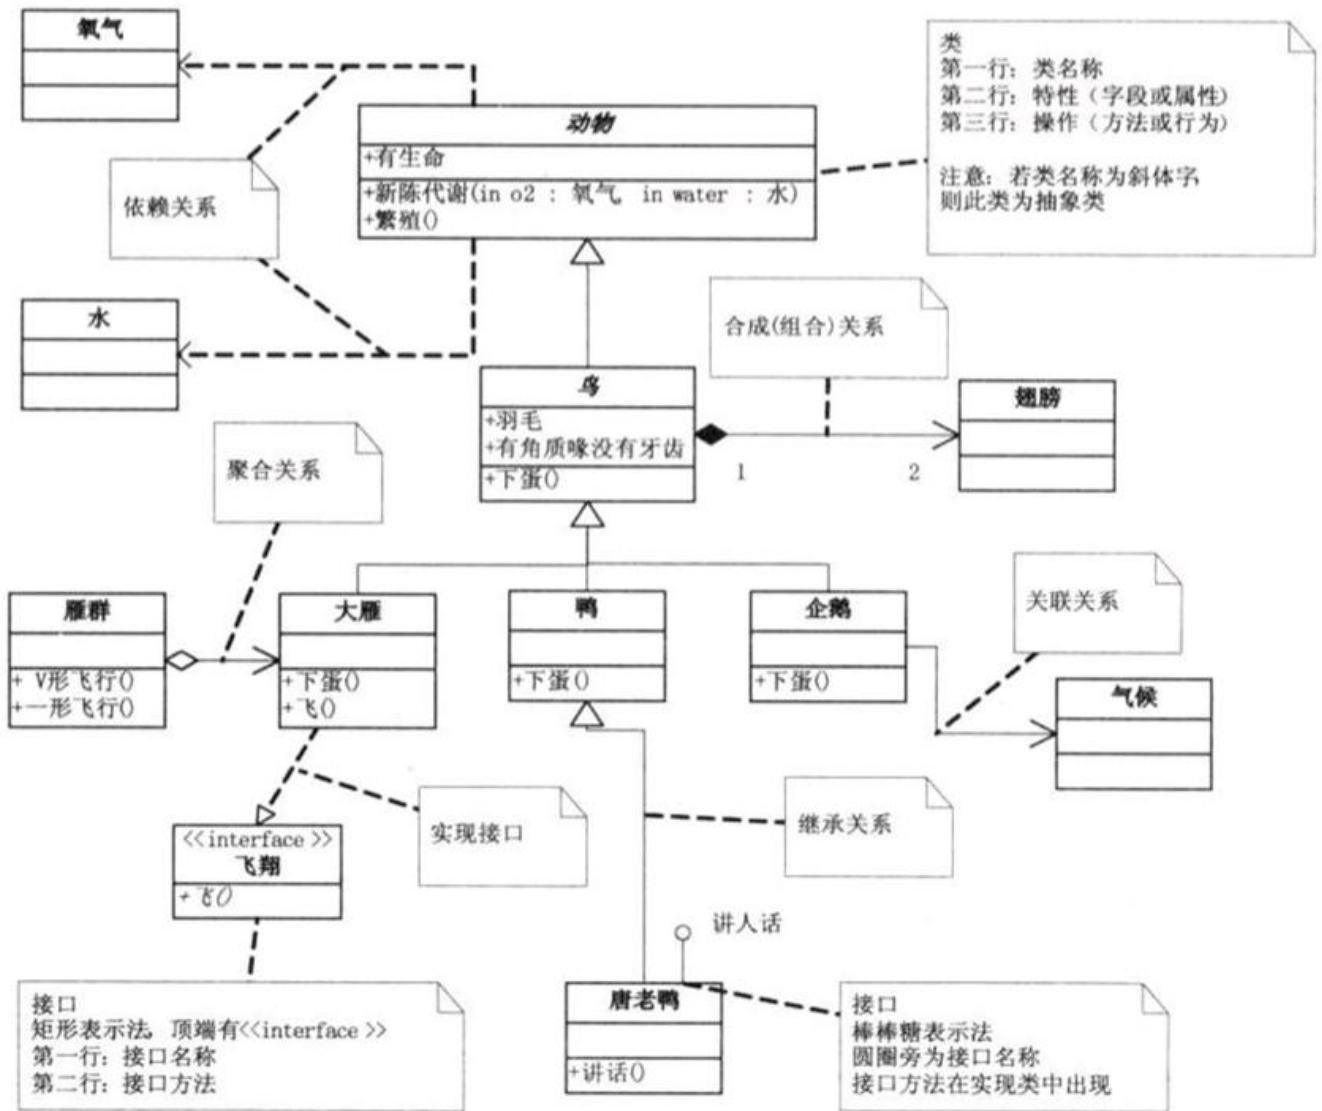 氧气
类
第一行：类名称
第二行：特性（字段或属性）
第三行：操作（方法或行为）
注意：若类名称为斜体字，
则此类为抽象类
动物
+有生命
+新陈代谢(in o2 : 氧气, in water : 水)
+繁殖()
依赖关系
水
合成(组合)关系
鸟
+羽毛
+有角质喙没有牙齿
+下蛋()
1
2
翅膀
聚合关系
雁群
+ V形飞行()
+一形飞行()
大雁
+下蛋()
+飞()
鸭
+下蛋()
企鹅
+下蛋()
关联关系
气候
<<interface>>
飞翔
+飞()
实现接口
继承关系
讲人话
唐老鸭
+讲话()
接口
矩形表示法，顶端有<<interface>>
第一行：接口名称
第二行：接口方法
接口
棒棒糖表示法
圆圈旁为接口名称
接口方法在实现类中出现